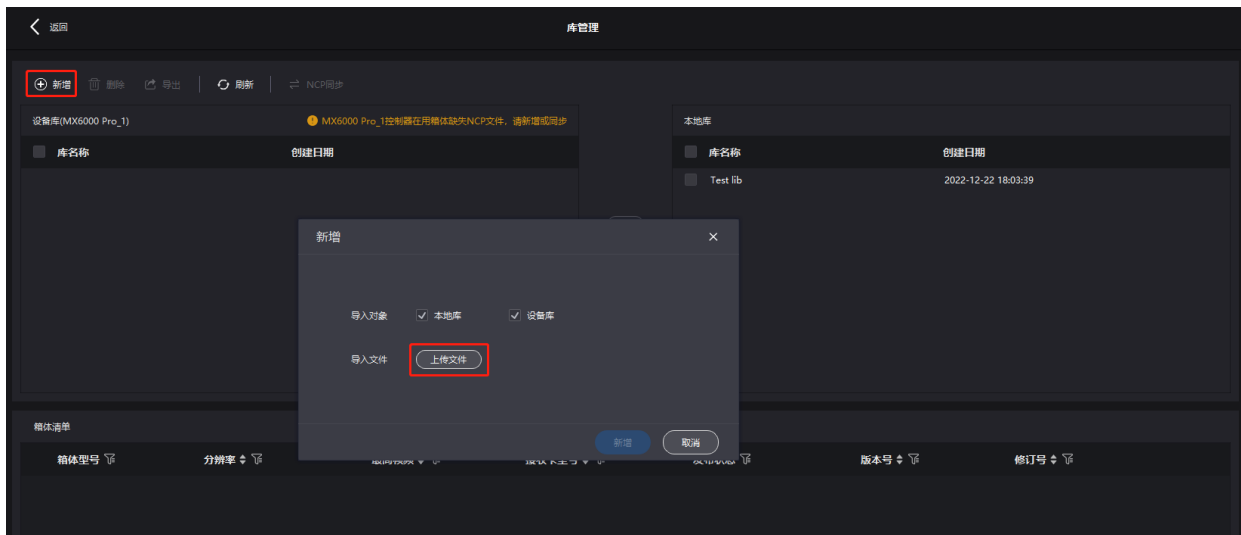 返回
库管理
新增 删除 导出 刷新 NCP同步
设备库(MX6000 Pro_1) MX6000 Pro_1控制器在用箱体缺失NCP文件，请新增或同步 本地库
库名称 创建日期 库名称 创建日期
Test lib 2022-12-22 18:03:39
新增
导入对象 本地库 设备库
导入文件 上传文件
新增 取消
箱体清单
箱体型号 分辨率 版本号 修订号